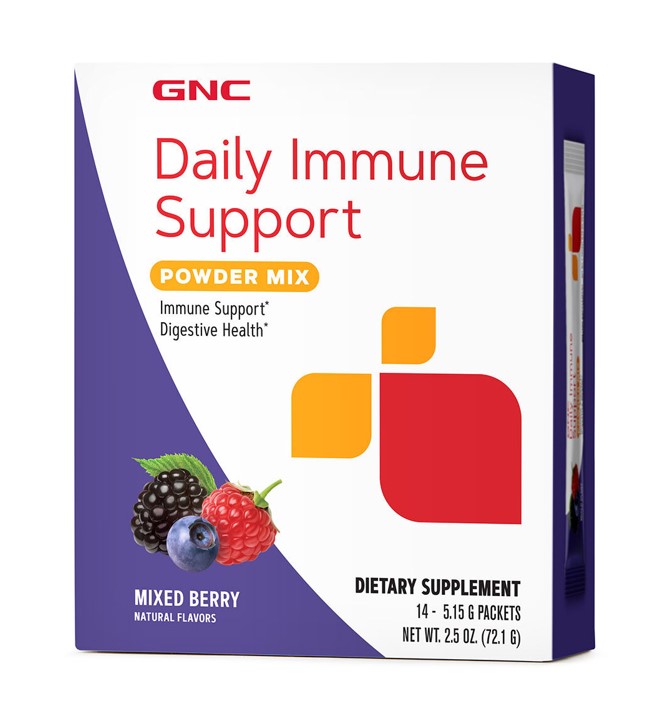 GNC
Daily Immune
Support
POWDER MIX
Immune Support*
Digestive Health*
MIXED BERRY
NATURAL FLAVORS
DIETARY SUPPLEMENT
14 - 5.15 G PACKETS
NET WT. 2.5 OZ. (72.1 G)